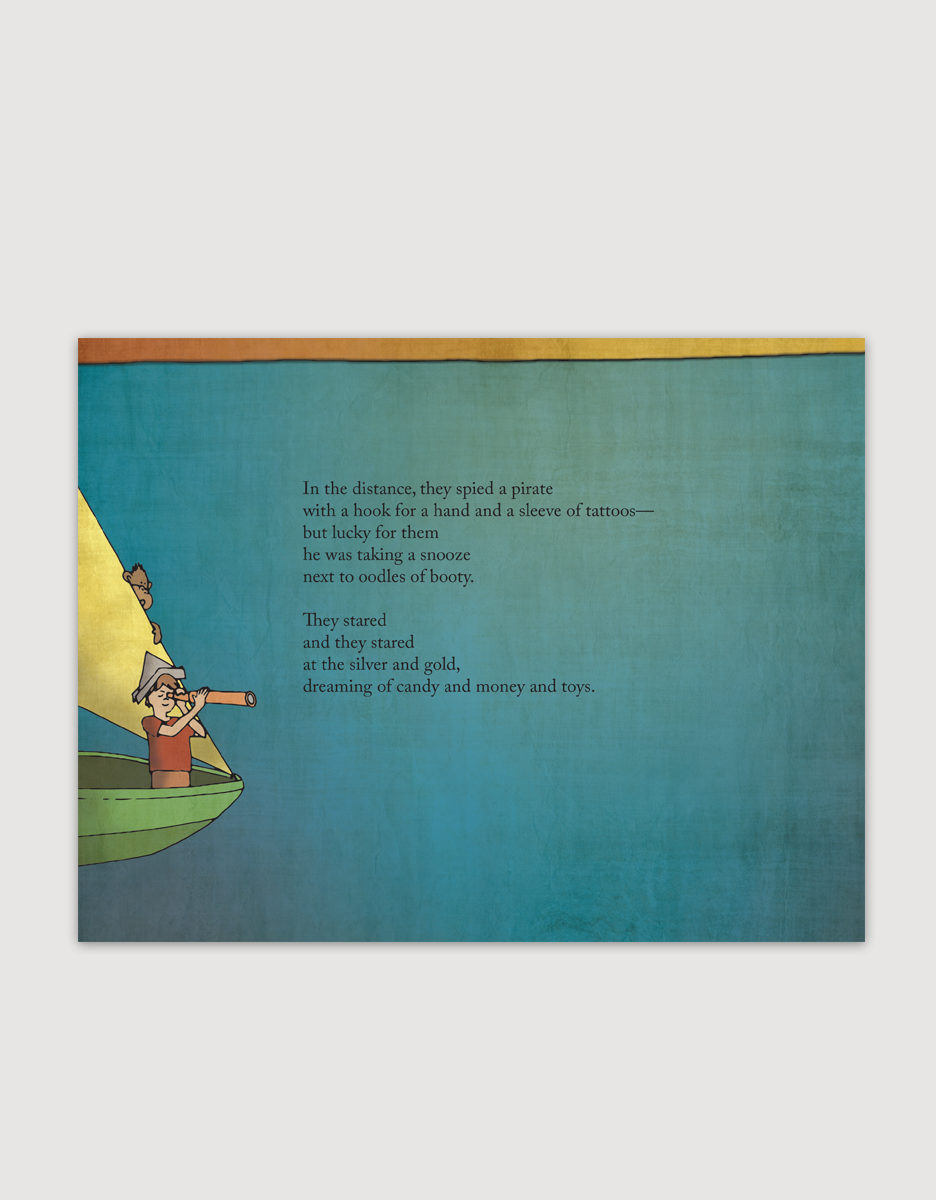 In the distance, they spied a pirate
with a hook for a hand and a sleeve of tattoos—
but lucky for them
he was taking a snooze
next to oodles of booty.
They stared
and they stared
at the silver and gold,
dreaming of candy and money and toys.